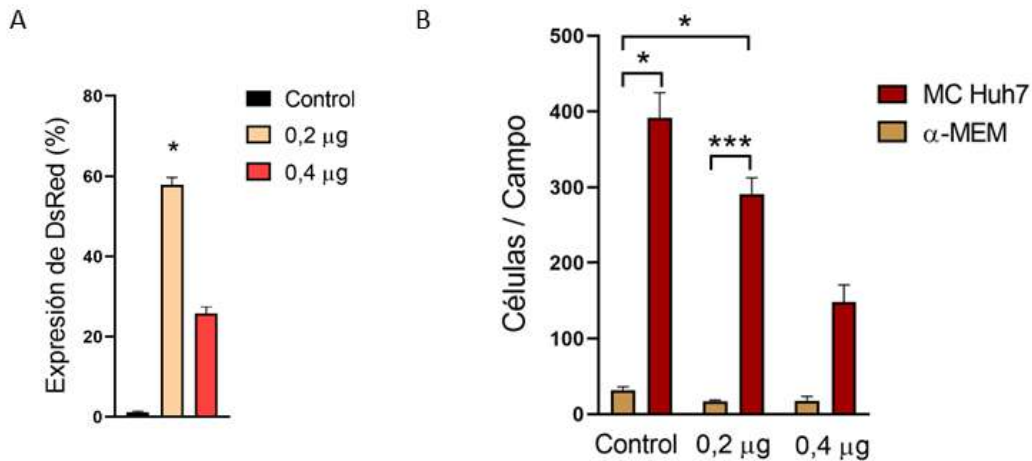 A
Expresión de DsRed (%)
80
60
40
20
0
*
Control
0,2 μg
0,4 μg
B
Células / Campo
500
400
300
200
100
0
*
*
***
Control
0,2 μg
0,4 μg
MC Huh7
α-MEM